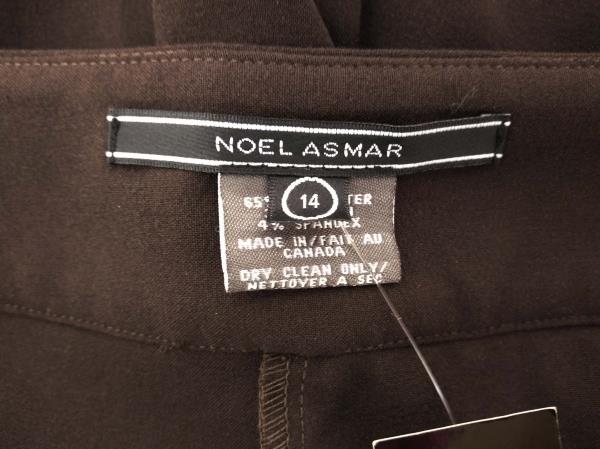 NOEL ASMAR
14
4% SPANDEX
MADE IN/FAIT AU
CANADA
DRY CLEAN ONLY/
NETTOYER A SEC